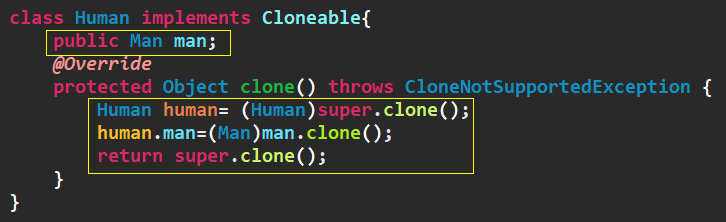 class Human implements Cloneable{
public Man man;
@Override
protected Object clone() throws CloneNotSupportedException {
Human human= (Human)super.clone();
human.man=(Man)man.clone();
return super.clone();
}
}